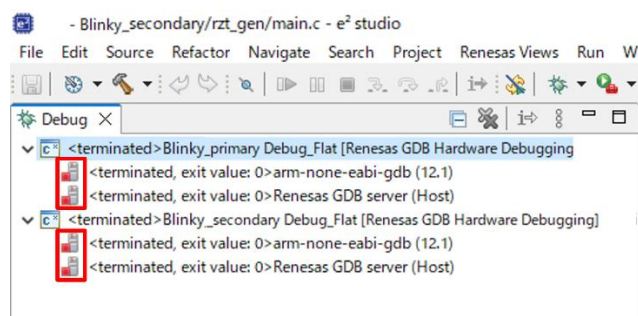 - Blinky_secondary/rzt_gen/main.c - e² studio
File Edit Source Refactor Navigate Search Project Renesas Views Run W
Debug
<terminated>Blinky_primary Debug_Flat [Renesas GDB Hardware Debugging
<terminated, exit value: 0>arm-none-eabi-gdb (12.1)
<terminated, exit value: 0>Renesas GDB server (Host)
<terminated>Blinky_secondary Debug_Flat [Renesas GDB Hardware Debugging]
<terminated, exit value: 0>arm-none-eabi-gdb (12.1)
<terminated, exit value: 0>Renesas GDB server (Host)